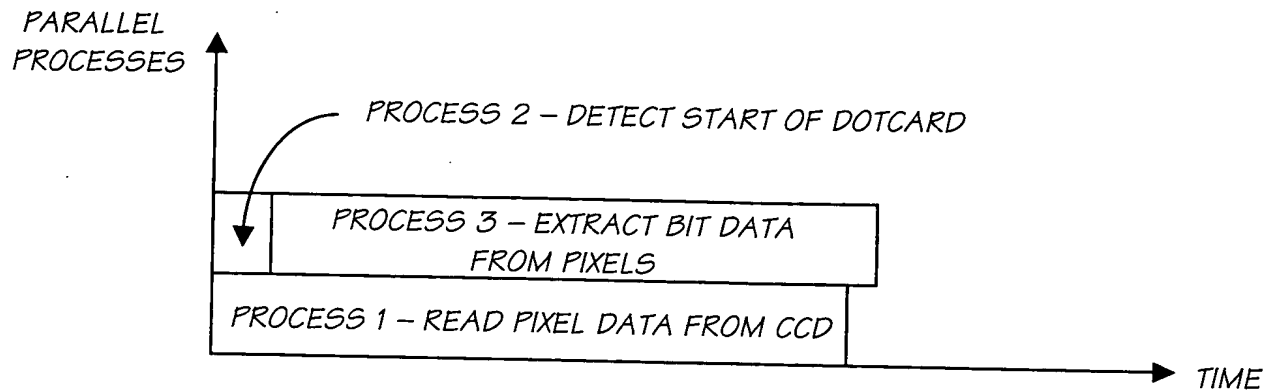 PARALLEL
PROCESSES
PROCESS 2 – DETECT START OF DOTCARD
PROCESS 3 – EXTRACT BIT DATA
FROM PIXELS
PROCESS 1 – READ PIXEL DATA FROM CCD
TIME